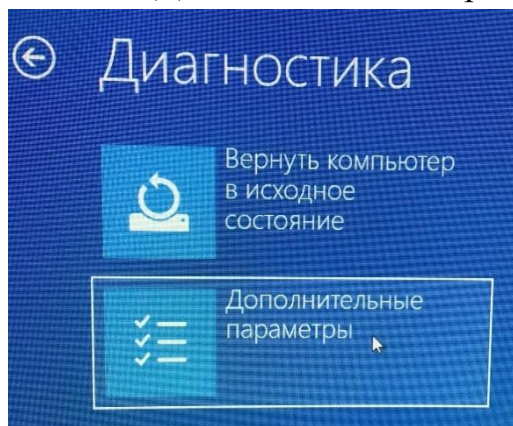 Диагностика
Вернуть компьютер
в исходное
состояние
Дополнительные
параметры